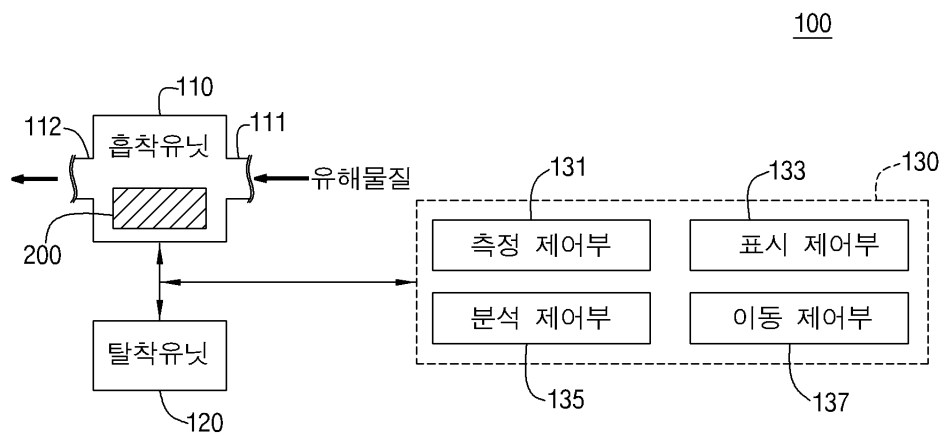 100
110
112
111
흡착유닛
유해물질
200
130
131
133
측정 제어부
표시 제어부
분석 제어부
이동 제어부
탈착유닛
120
135
137